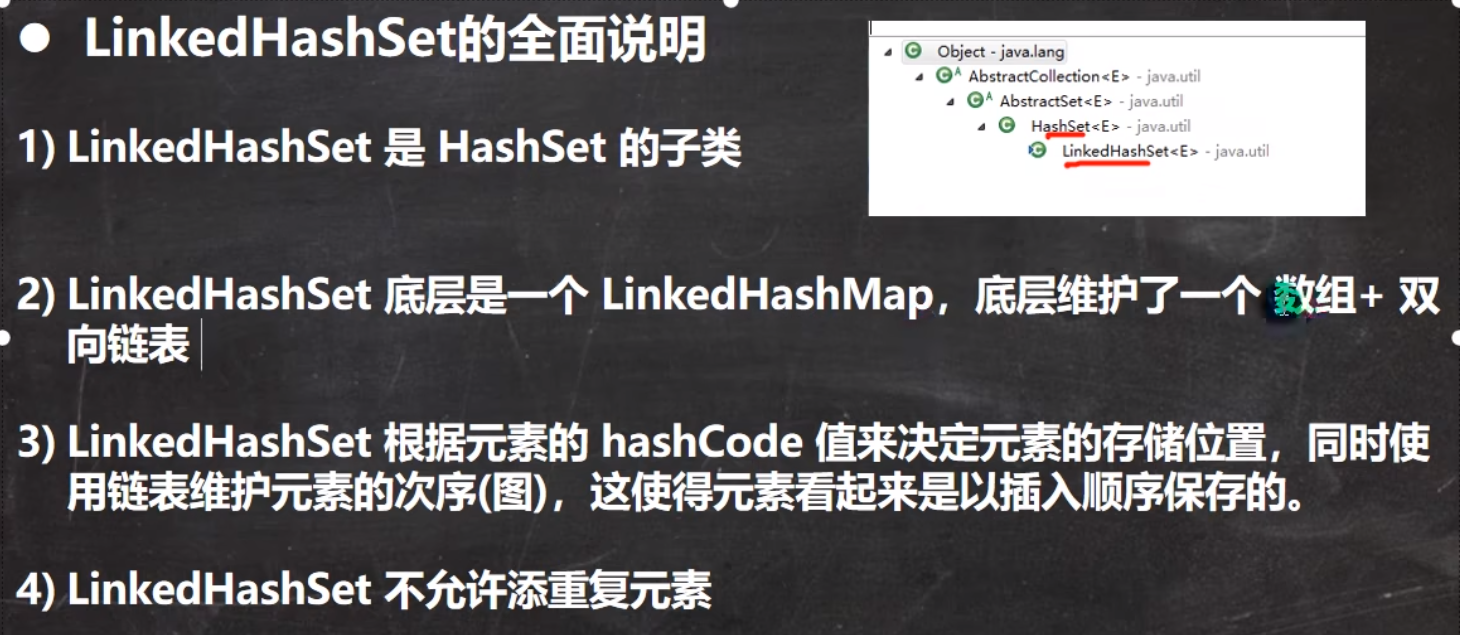 ● LinkedHashSet的全面说明
Object - java.lang
AbstractCollection<E> - java.util
AbstractSet<E> - java.util
HashSet<E> - java.util
LinkedHashSet<E> - java.util
1) LinkedHashSet 是 HashSet 的子类
2) LinkedHashSet 底层是一个 LinkedHashMap，底层维护了一个 数组+ 双
向链表
3) LinkedHashSet 根据元素的 hashCode 值来决定元素的存储位置，同时使
用链表维护元素的次序(图)，这使得元素看起来是以插入顺序保存的。
4) LinkedHashSet 不允许添重复元素